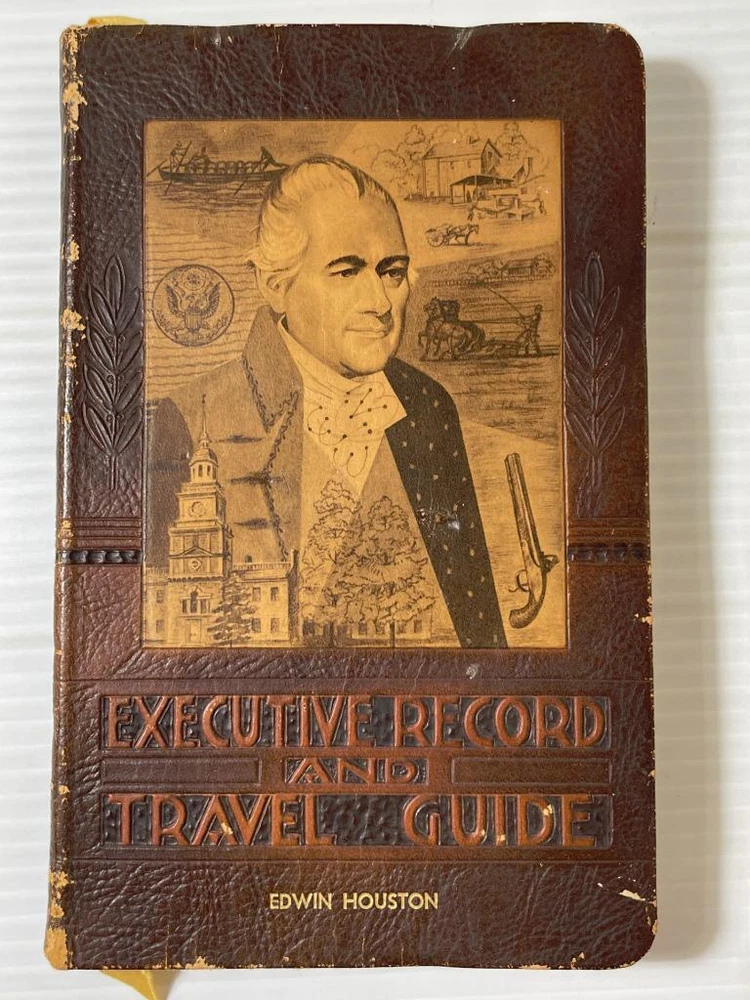 EXECUTIVE RECORD
AND
TRAVEL GUIDE
EDWIN HOUSTON